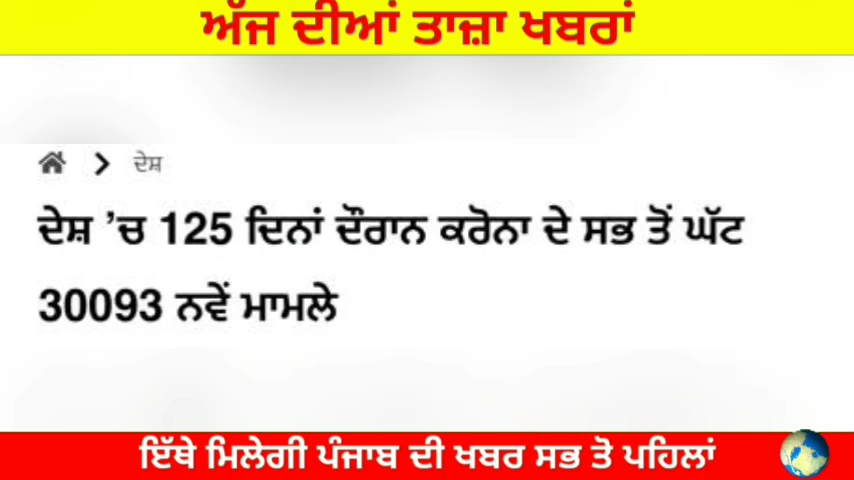 ਅੱਜ ਦੀਆਂ ਤਾਜ਼ਾ ਖਬਰਾਂ
ਦੇਸ਼
ਦੇਸ਼ ’ਚ 125 ਦਿਨਾਂ ਦੌਰਾਨ ਕਰੋਨਾ ਦੇ ਸਭ ਤੋਂ ਘੱਟ
30093 ਨਵੇਂ ਮਾਮਲੇ
ਇੱਥੇ ਮਿਲੇਗੀ ਪੰਜਾਬ ਦੀ ਖਬਰ ਸਭ ਤੋ ਪਹਿਲਾਂ